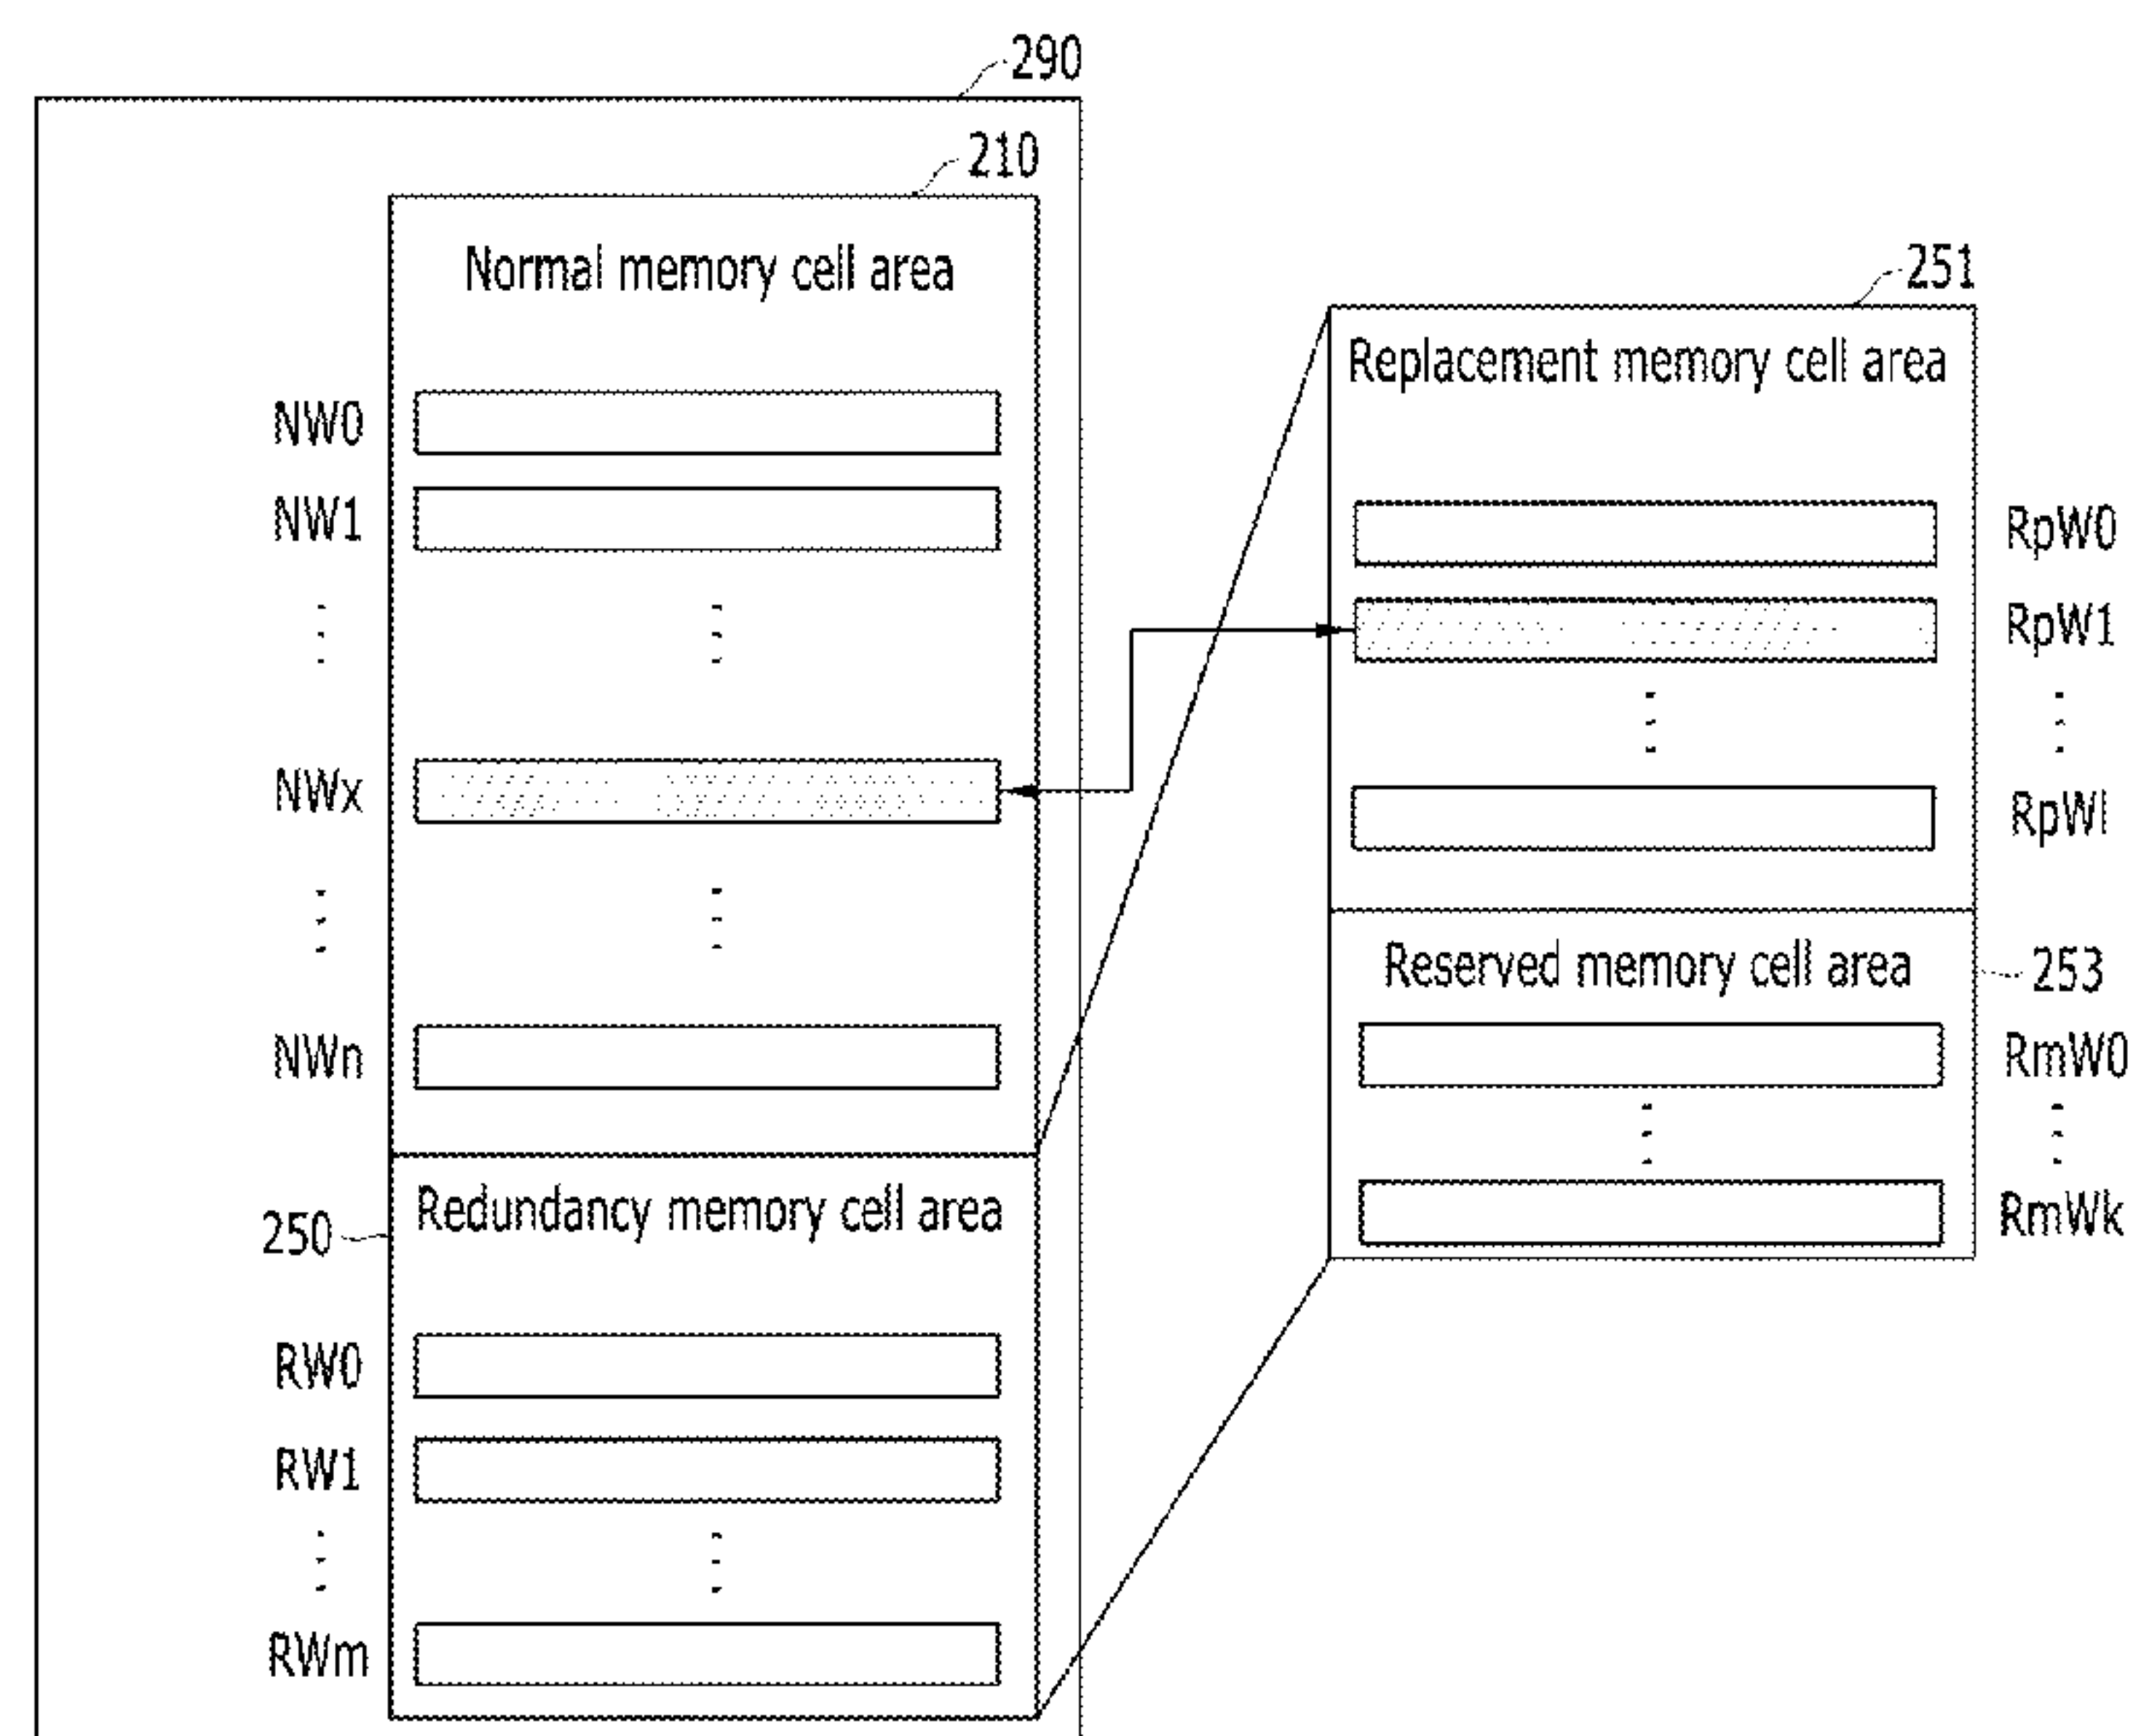 290
210
Normal memory cell area
NW0
NW1
NWx
NWn
250
Redundancy memory cell area
RW0
RW1
RWm
251
Replacement memory cell area
RpW0
RpW1
RpWl
Reserved memory cell area
253
RmW0
RmWk